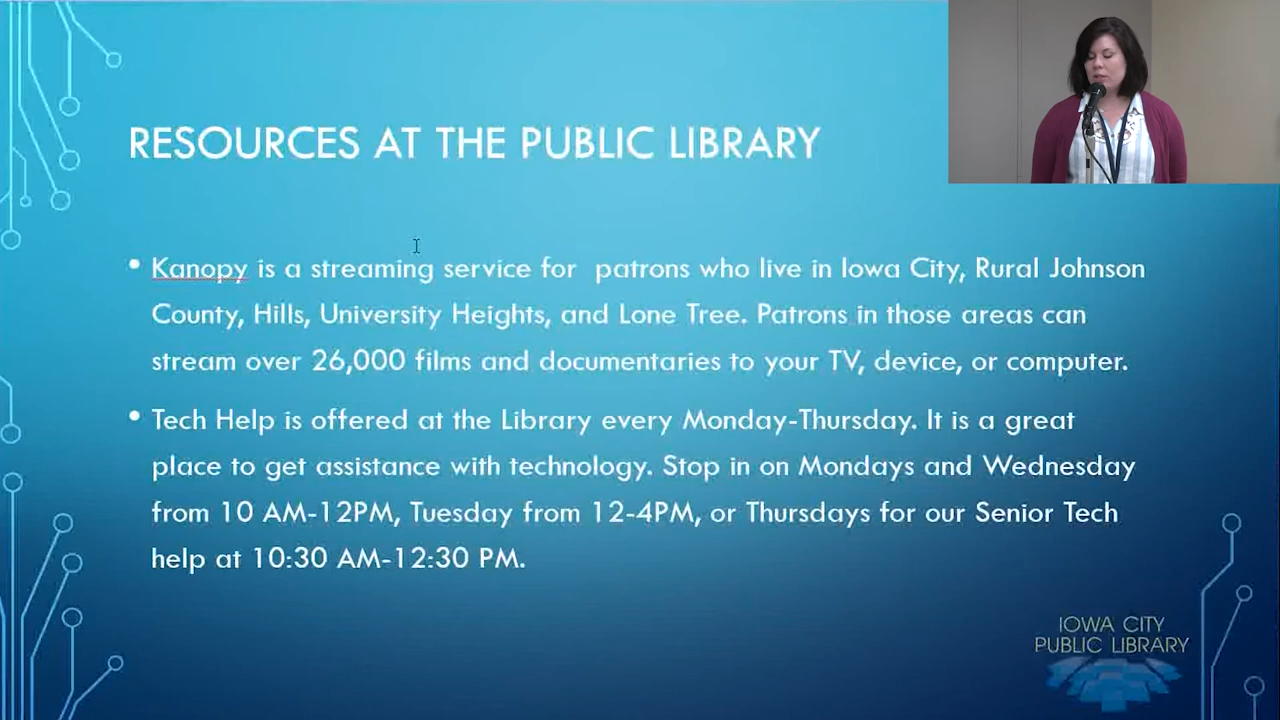 RESOURCES AT THE PUBLIC LIBRARY
• Kanopy is a streaming service for  patrons who live in Iowa City, Rural Johnson
County, Hills, University Heights, and Lone Tree. Patrons in those areas can
stream over 26,000 films and documentaries to your TV, device, or computer.
• Tech Help is offered at the Library every Monday-Thursday. It is a great
place to get assistance with technology. Stop in on Mondays and Wednesday
from 10 AM-12PM, Tuesday from 12-4PM, or Thursdays for our Senior Tech
help at 10:30 AM-12:30 PM.
IOWA CITY
PUBLIC LIBRARY